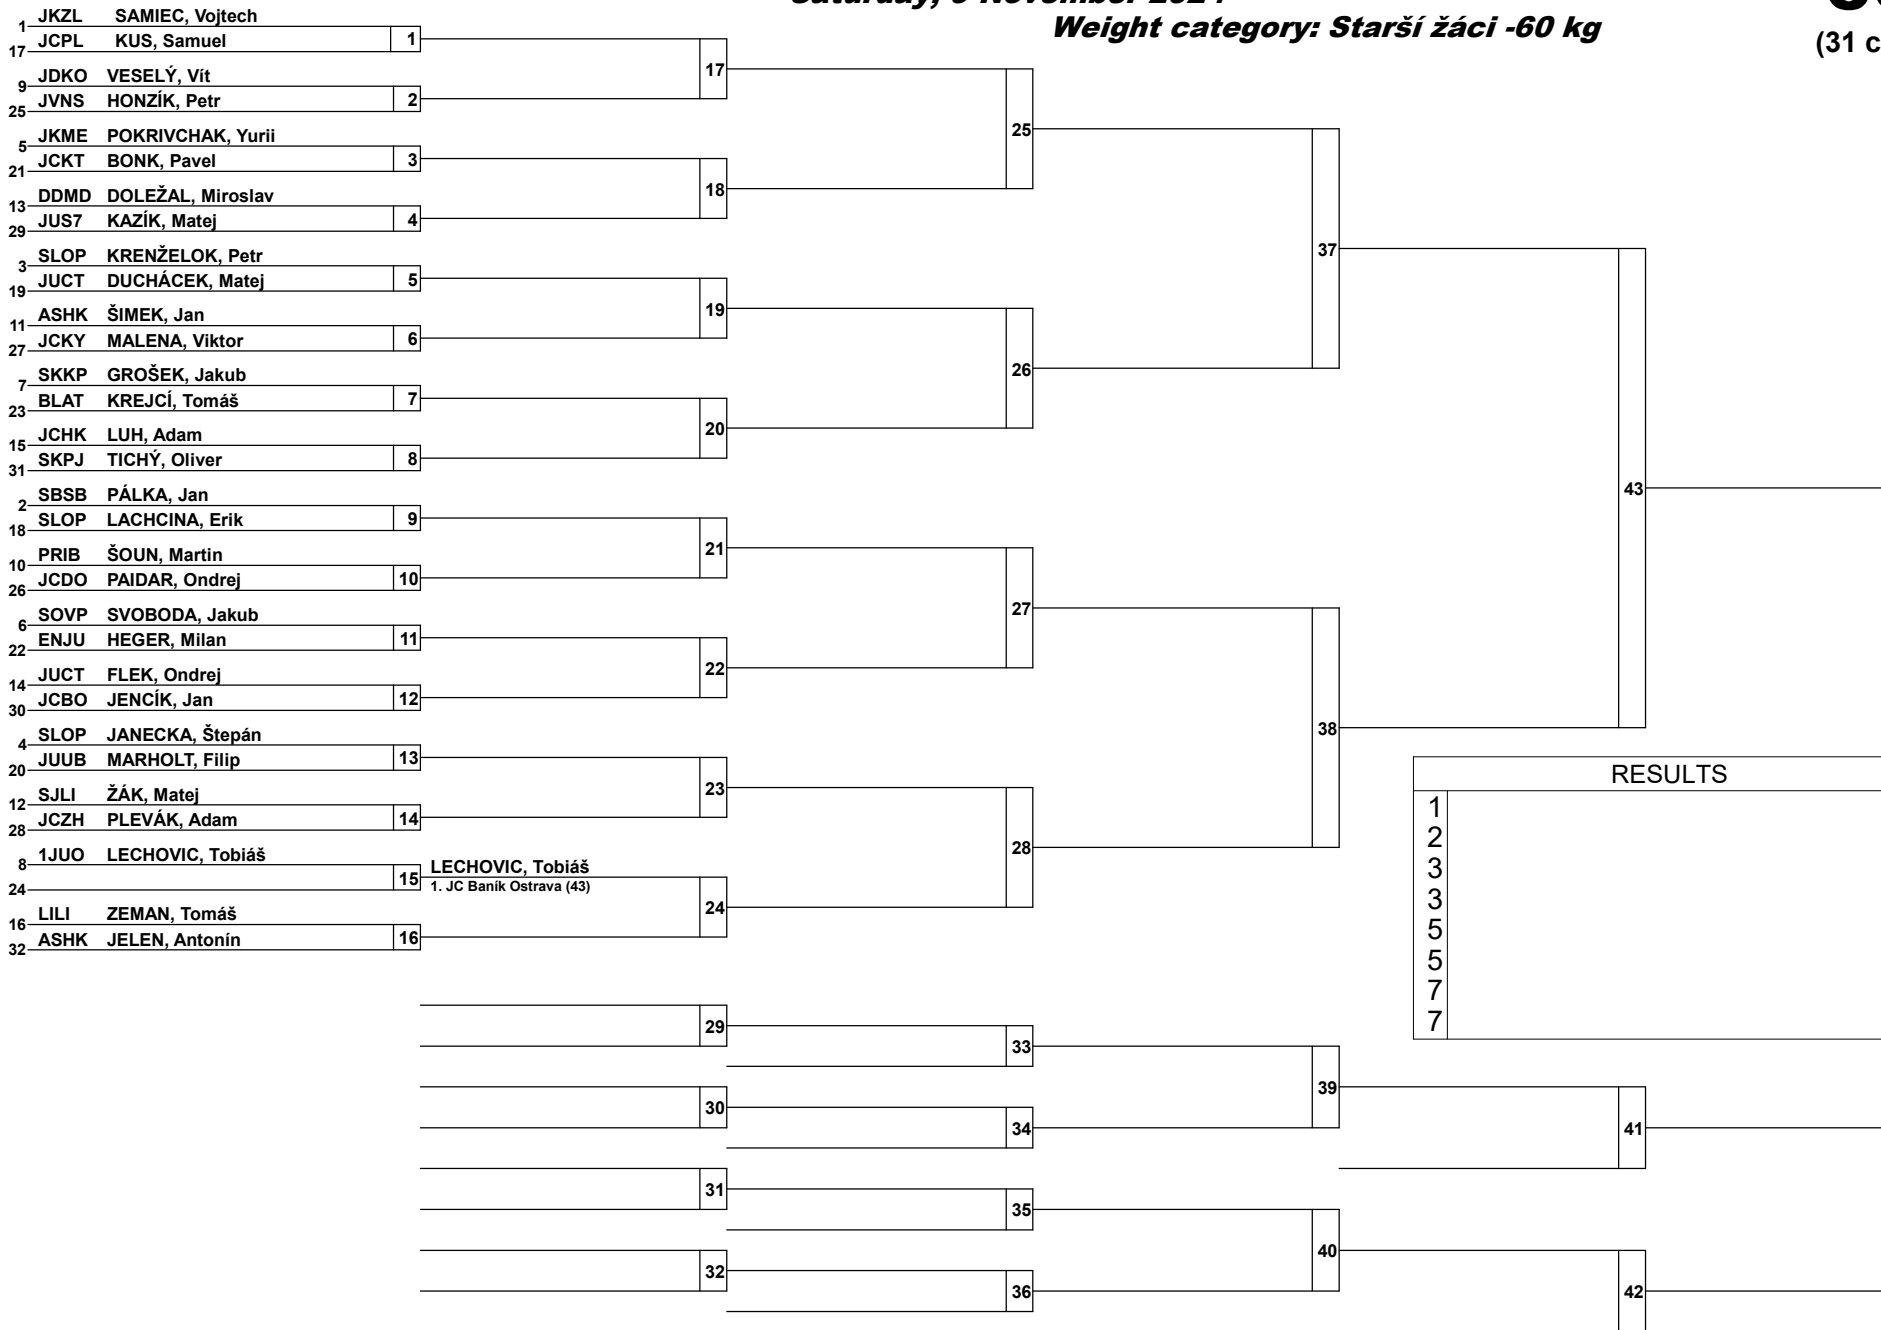 Weight category: Starší žáci -60 kg
(31 c
1 JKZL SAMIEC, Vojtech
17 JCPL KUS, Samuel 1
9 JDKO VESELÝ, Vít
25 JVNS HONZÍK, Petr 2
5 JKME POKRIVCHAK, Yurii
21 JCKT BONK, Pavel 3
13 DDMD DOLEŽAL, Miroslav
29 JUS7 KAZÍK, Matej 4
3 SLOP KRENŽELOK, Petr
19 JUCT DUCHÁCEK, Matej 5
11 ASHK ŠIMEK, Jan
27 JCKY MALENA, Viktor 6
7 SKKP GROŠEK, Jakub
23 BLAT KREJCÍ, Tomáš 7
15 JCHK LUH, Adam
31 SKPJ TICHÝ, Oliver 8
2 SBSB PÁLKA, Jan
18 SLOP LACHCINA, Erik 9
10 PRIB ŠOUN, Martin
26 JCDO PAIDAR, Ondrej 10
6 SOVP SVOBODA, Jakub
22 ENJU HEGER, Milan 11
14 JUCT FLEK, Ondrej
30 JCBO JENCÍK, Jan 12
4 SLOP JANECKA, Štepán
20 JUUB MARHOLT, Filip 13
12 SJLI ŽÁK, Matej
28 JCZH PLEVÁK, Adam 14
8 1JUO LECHOVIC, Tobiáš
24 15
16 LILI ZEMAN, Tomáš
32 ASHK JELEN, Antonín 16
LECHOVIC, Tobiáš
1. JC Baník Ostrava (43)
17
18
19
20
21
22
23
24
25
26
27
28
37
38
43
RESULTS
1
2
3
3
5
5
7
7
29
30
31
32
33
34
35
36
39
40
41
42